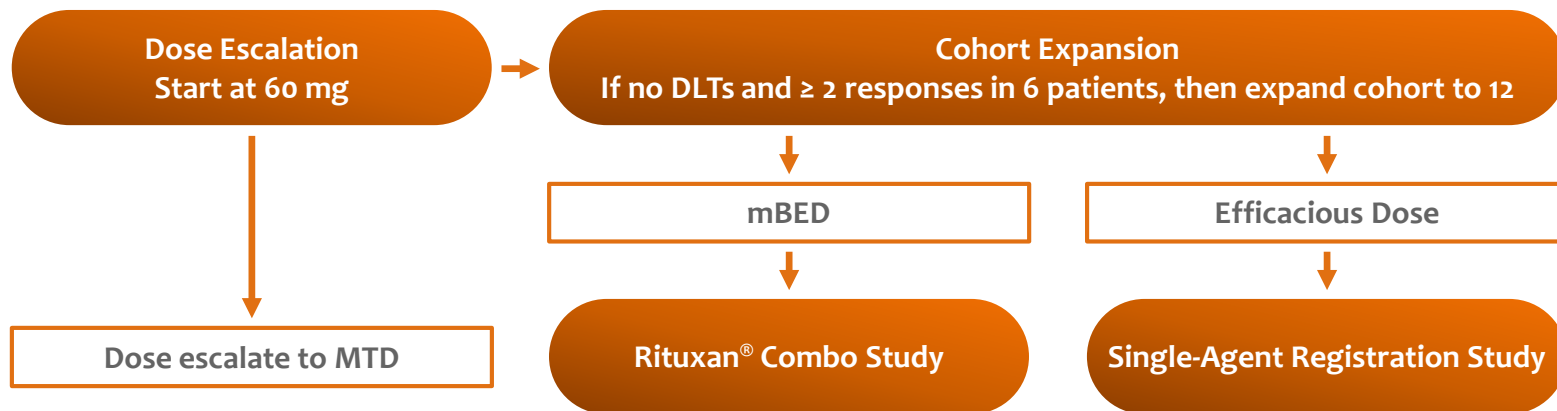 Dose Escalation
Start at 60 mg
Cohort Expansion
If no DLTs and ≥ 2 responses in 6 patients, then expand cohort to 12
mBED
Efficacious Dose
Dose escalate to MTD
Rituxan® Combo Study
Single-Agent Registration Study